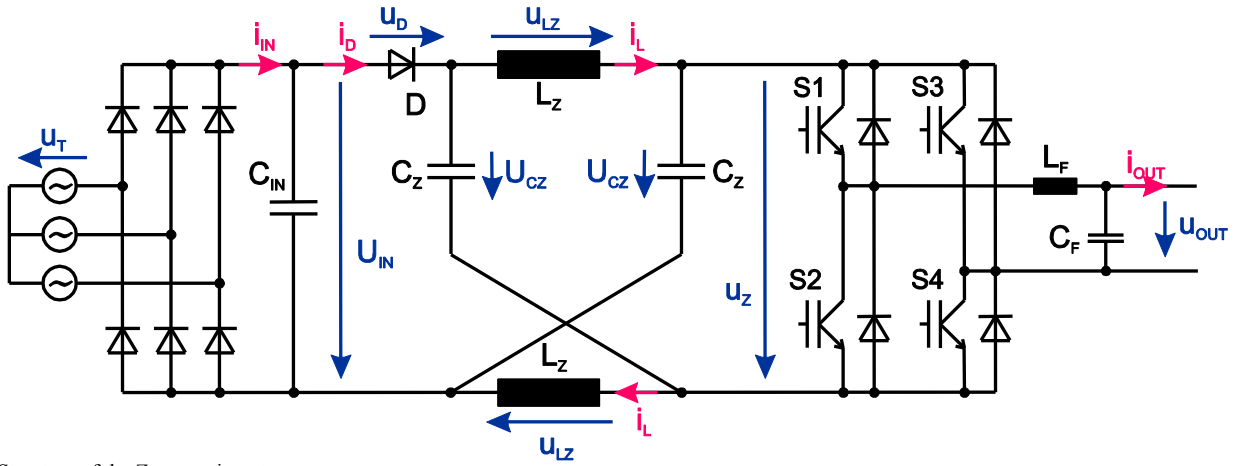 u_D u_LZ
i_IN i_D i_L
D L_Z
S1 S3
u_T
C_IN C_Z U_CZ U_CZ C_Z
L_F i_OUT
U_IN C_F u_OUT
u_Z S2 S4
L_Z
u_LZ i_L